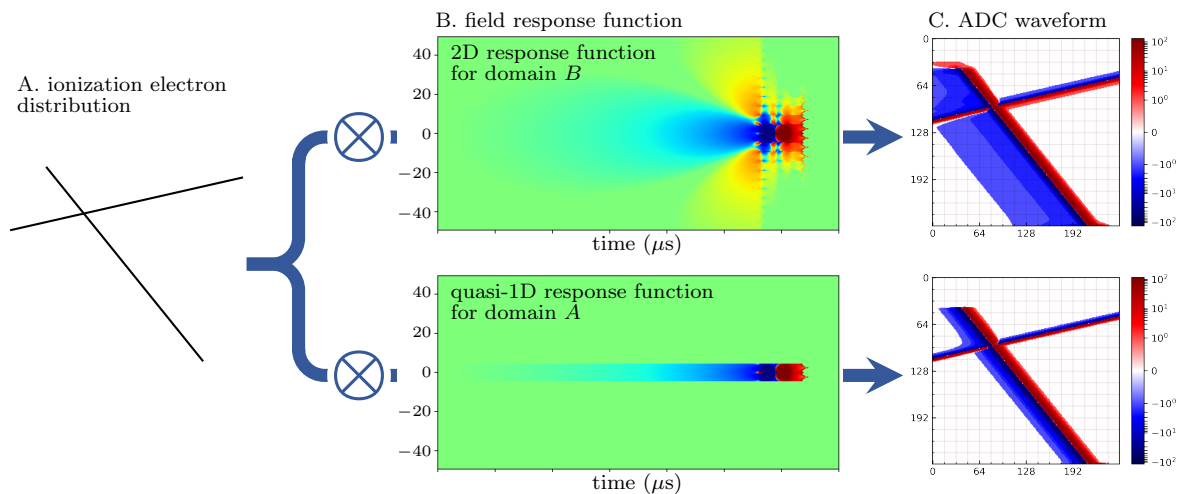 A. ionization electron
distribution
B. field response function
2D response function
for domain B
40
20
0
−20
−40
time (μs)
quasi-1D response function
for domain A
40
20
0
−20
−40
time (μs)
C. ADC waveform
0
64
128
192
0 64 128 192
10²
10¹
10⁰
0
−10⁰
−10¹
−10²
0
64
128
192
0 64 128 192
10²
10¹
10⁰
0
−10⁰
−10¹
−10²